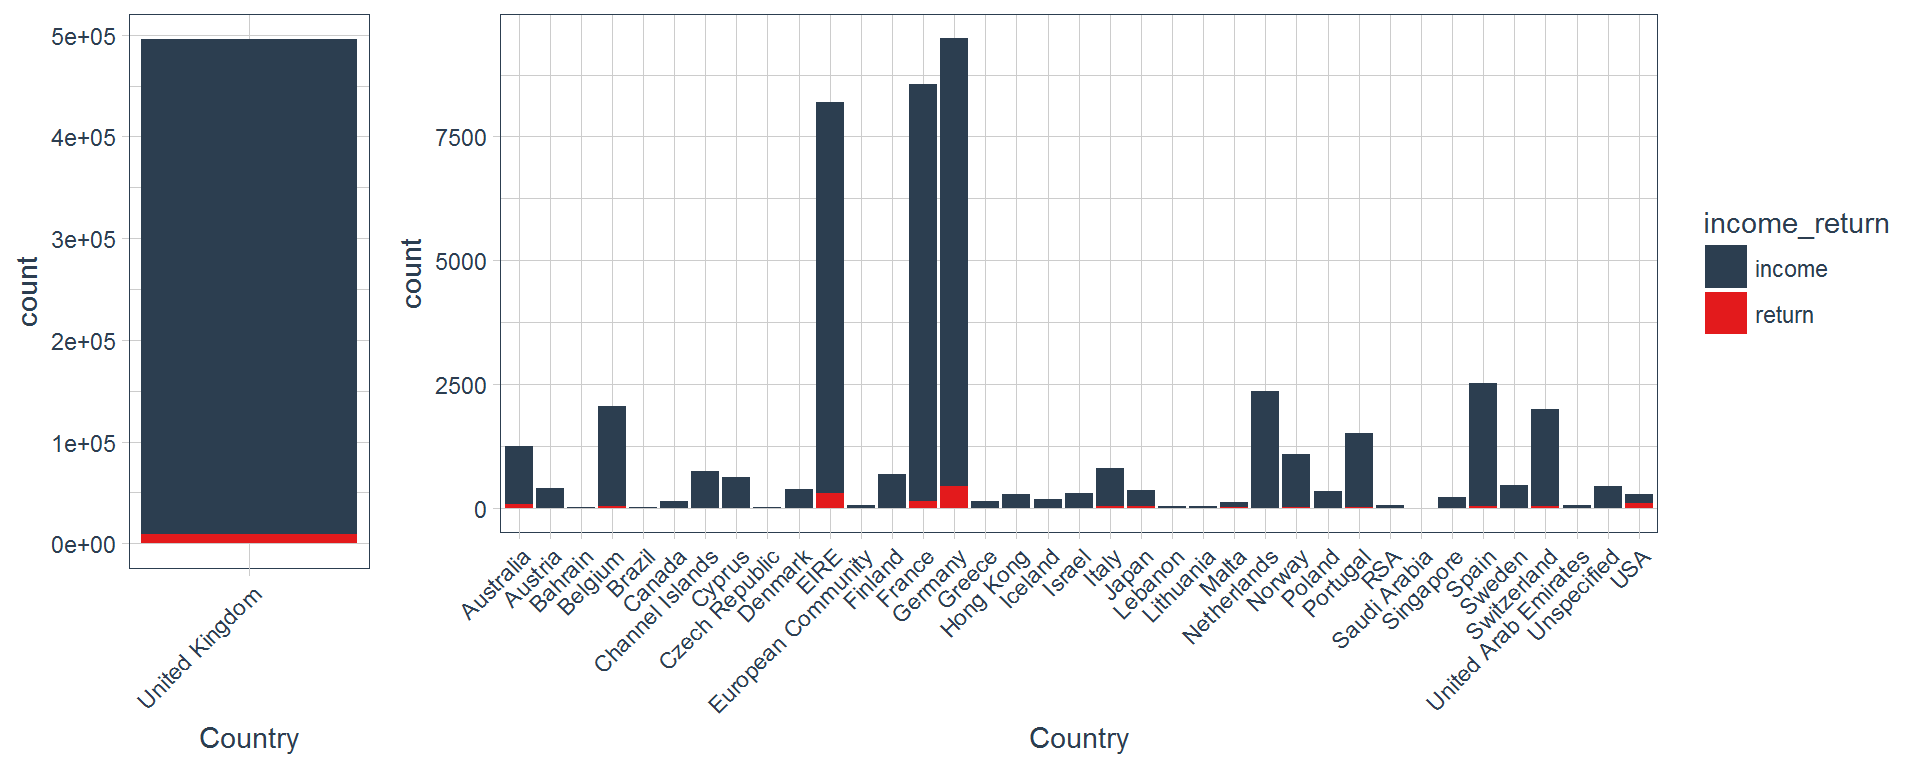 5e+05
4e+05
3e+05
2e+05
1e+05
0e+00
count
United Kingdom
Country
7500
5000
2500
0
count
Australia
Austria
Bahrain
Belgium
Brazil
Canada
Channel Islands
Cyprus
Czech Republic
Denmark
EIRE
European Community
Finland
France
Germany
Greece
Hong Kong
Iceland
Israel
Italy
Japan
Lebanon
Lithuania
Malta
Netherlands
Norway
Poland
Portugal
RSA
Saudi Arabia
Singapore
Spain
Sweden
Switzerland
United Arab Emirates
Unspecified
USA
Country
income_return
income
return